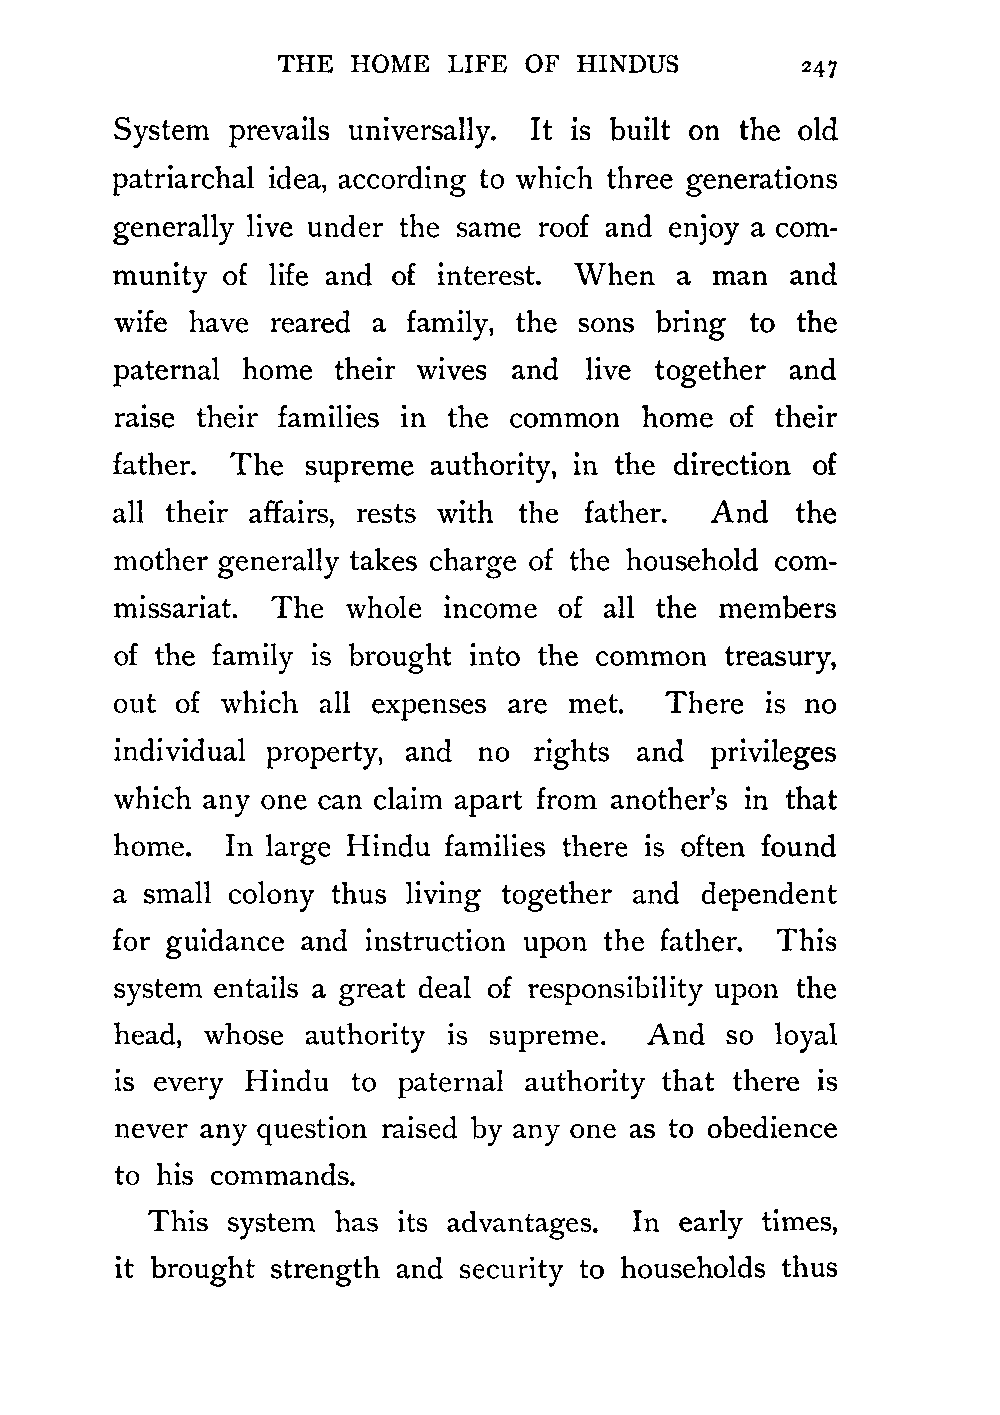 THE HOME LIFE OF HINDUS 247
System prevails universally. It is built on the old
patriarchal idea, according to which three generations
generally live under the same roof and enjoy a com-
munity of life and of interest. When a man and
wife have reared a family, the sons bring to the
paternal home their wives and live together and
raise their families in the common home of their
father. The supreme authority, in the direction of
all their affairs, rests with the father. And the
mother generally takes charge of the household com-
missariat. The whole income of all the members
of the family is brought into the common treasury,
out of which all expenses are met. There is no
individual property, and no rights and privileges
which any one can claim apart from another's in that
home. In large Hindu families there is often found
a small colony thus living together and dependent
for guidance and instruction upon the father. This
system entails a great deal of responsibility upon the
head, whose authority is supreme. And so loyal
is every Hindu to paternal authority that there is
never any question raised by any one as to obedience
to his commands.
This system has its advantages. In early times,
it brought strength and security to households thus